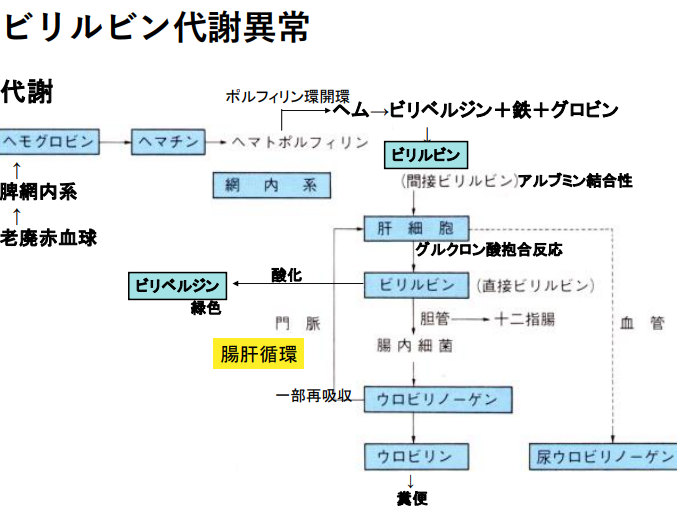 ビリルビン代謝異常
代謝
ポルフィリン環開環
ヘム→ビリベルジン＋鉄＋グロビン
ヘモグロビン
ヘマチン
ヘマトポルフィリン
ビリルビン
(間接ビリルビン)アルブミン結合性
脾網内系
網内系
老廃赤血球
肝細胞
グルクロン酸抱合反応
酸化
ビリベルジン
ビリルビン
(直接ビリルビン)
緑色
門脈
胆管
十二指腸
血管
腸肝循環
腸内細菌
一部再吸収
ウロビリノーゲン
ウロビリン
尿ウロビリノーゲン
糞便